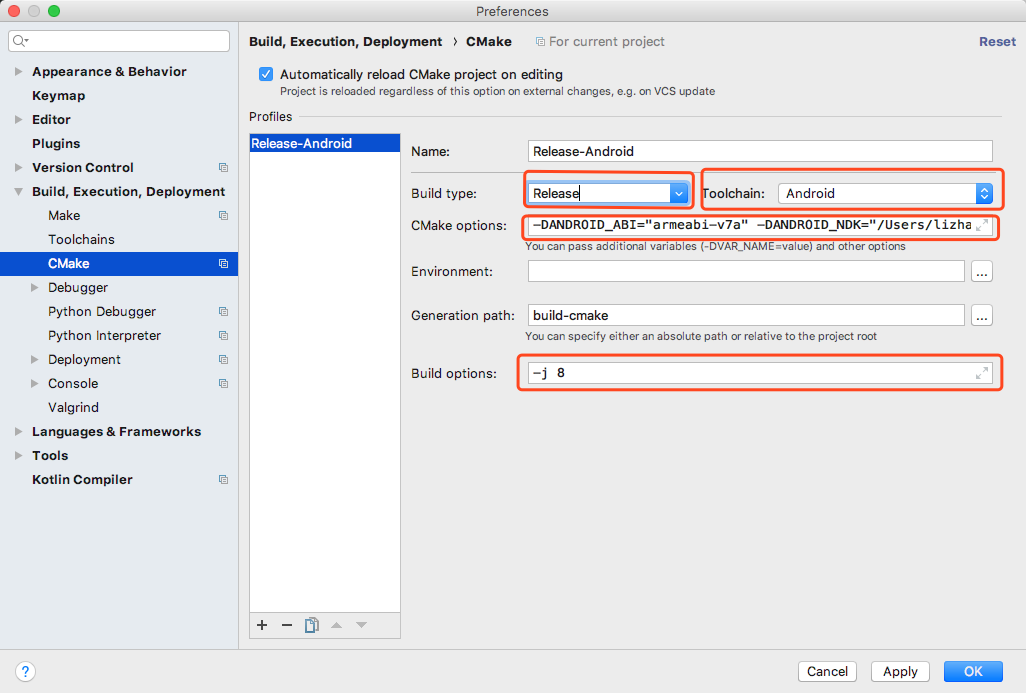 Preferences
Appearance & Behavior
Keymap
Editor
Plugins
Version Control
Build, Execution, Deployment
Make
Toolchains
CMake
Debugger
Python Debugger
Python Interpreter
Deployment
Console
Valgrind
Languages & Frameworks
Tools
Kotlin Compiler
Build, Execution, Deployment › CMake For current project Reset
Automatically reload CMake project on editing
Project is reloaded regardless of this option on external changes, e.g. on VCS update
Profiles
Release-Android
Name: Release-Android
Build type: Release Toolchain: Android
CMake options: -DANDROID_ABI="armeabi-v7a" -DANDROID_NDK="/Users/lizha
You can pass additional variables (-DVAR_NAME=value) and other options
Environment: ...
Generation path: build-cmake ...
You can specify either an absolute path or relative to the project root
Build options: -j 8
? Cancel Apply OK